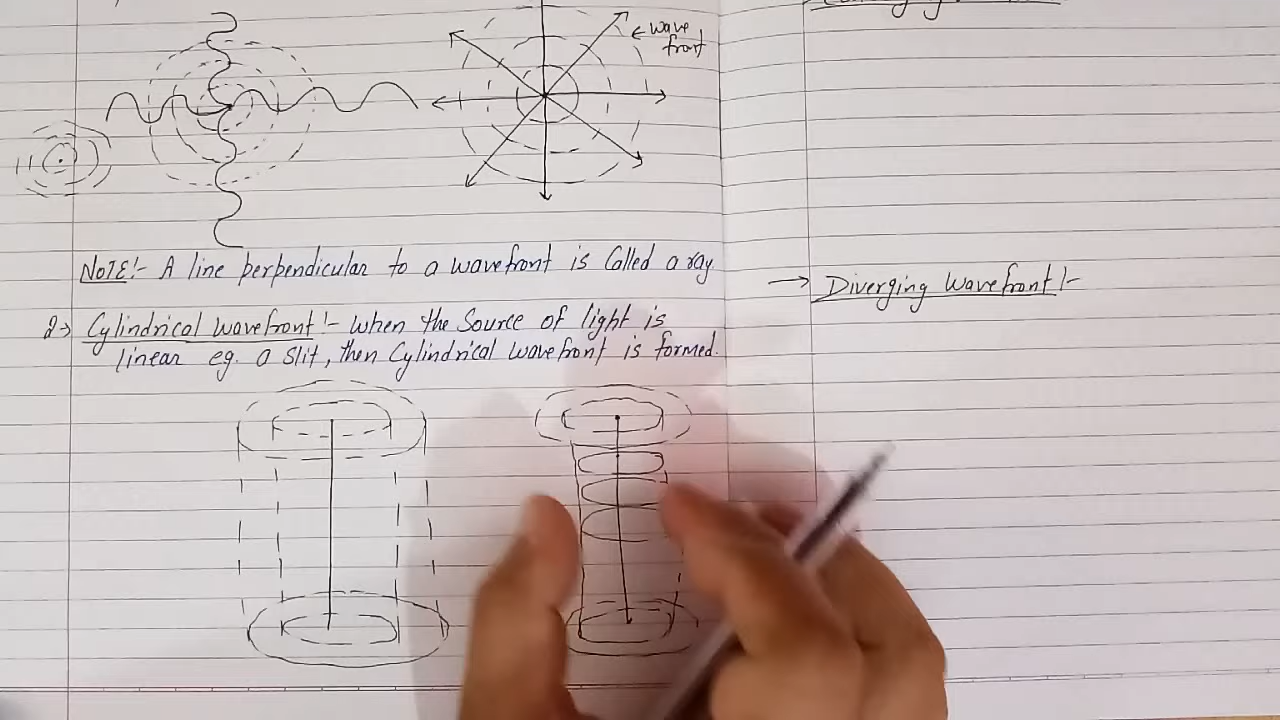 ← wave
front
NOTE!- A line perpendicular to a wavefront is Called a ray
2→ Cylindrical Wavefront!- When the Source of light is
linear eg. a slit, then Cylindrical Wavefront is formed.
→ Diverging Wavefront!-